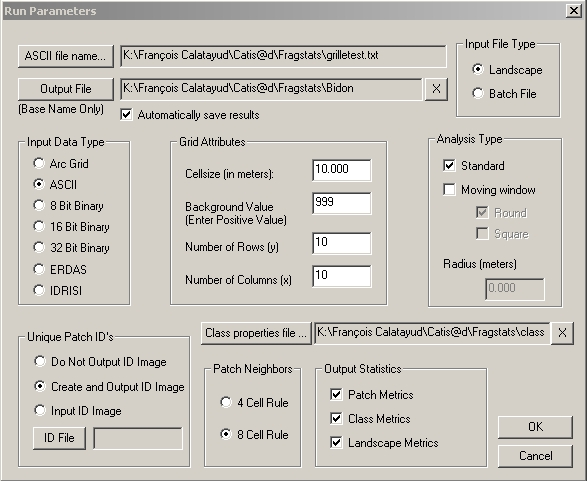 Run Parameters
ASCII file name... K:\François Calatayud\Catis@d\Fragstats\grilletest.txt
Output File K:\François Calatayud\Catis@d\Fragstats\Bidon X
(Base Name Only)
Automatically save results
Input File Type
Landscape
Batch File
Input Data Type
Arc Grid
ASCII
8 Bit Binary
16 Bit Binary
32 Bit Binary
ERDAS
IDRISI
Grid Attributes
Cellsize (in meters): 10.000
Background Value 999
(Enter Positive Value)
Number of Rows (y) 10
Number of Columns (x) 10
Analysis Type
Standard
Moving window
Round
Square
Radius (meters)
0.000
Class properties file ... K:\François Calatayud\Catis@d\Fragstats\class X
Unique Patch ID's
Do Not Output ID Image
Create and Output ID Image
Input ID Image
ID File
Patch Neighbors
4 Cell Rule
8 Cell Rule
Output Statistics
Patch Metrics
Class Metrics
Landscape Metrics
OK
Cancel